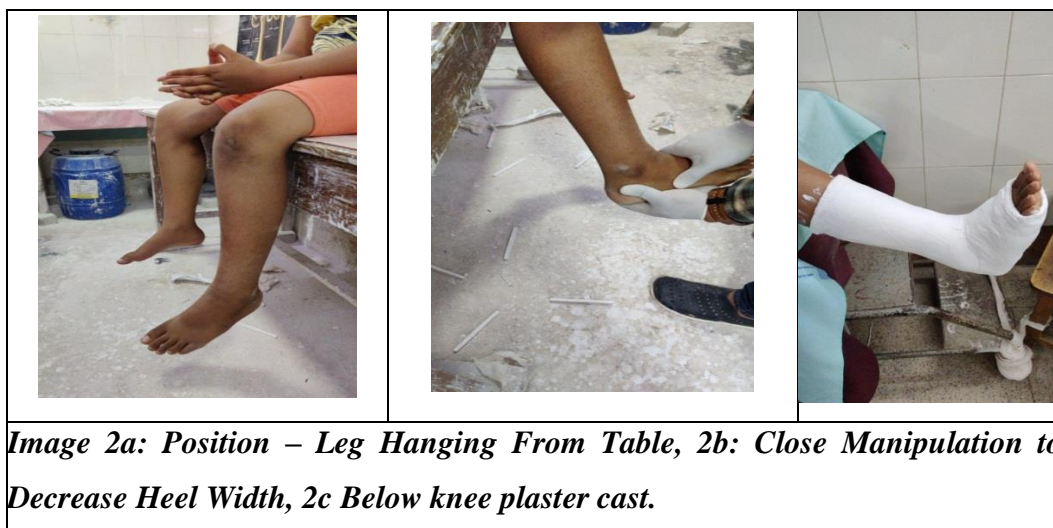 Image 2a: Position – Leg Hanging From Table, 2b: Close Manipulation to
Decrease Heel Width, 2c Below knee plaster cast.